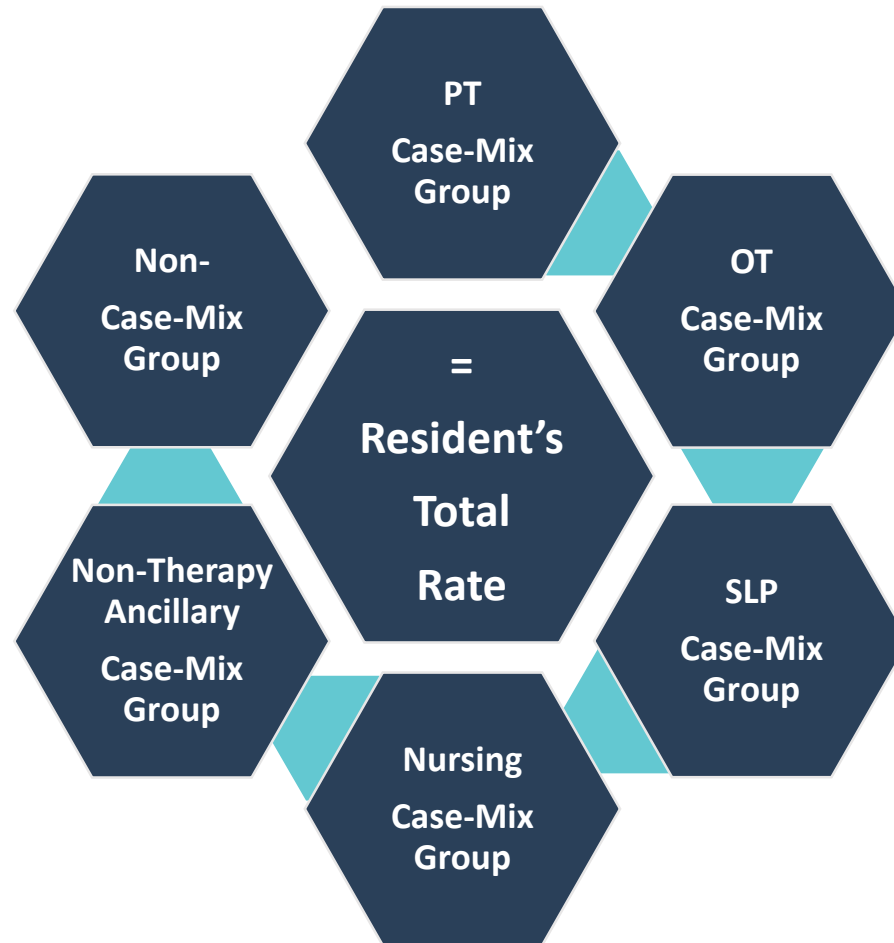 PT
Case-Mix
Group
OT
Case-Mix
Group
SLP
Case-Mix
Group
Nursing
Case-Mix
Group
Non-Therapy
Ancillary
Case-Mix
Group
Non-
Case-Mix
Group
=
Resident’s
Total
Rate